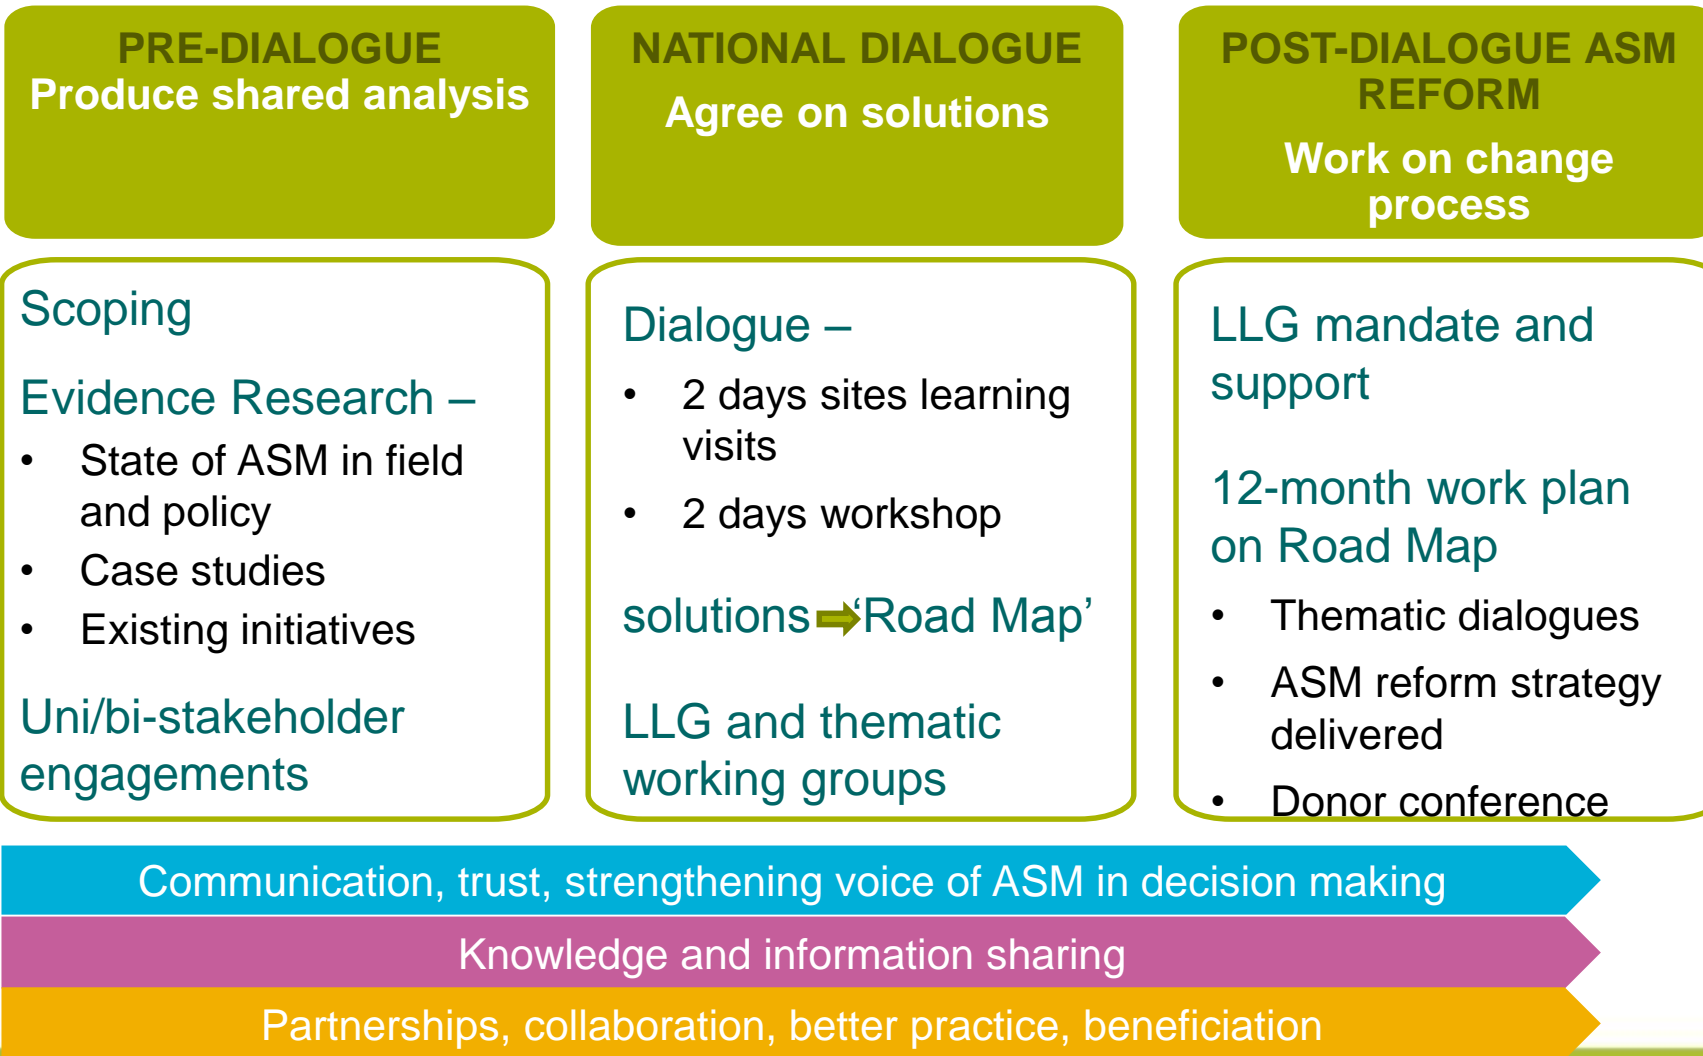 PRE-DIALOGUE
Produce shared analysis
NATIONAL DIALOGUE
Agree on solutions
POST-DIALOGUE ASM
REFORM
Work on change
process
Scoping
Evidence Research –
• State of ASM in field
and policy
• Case studies
• Existing initiatives
Uni/bi-stakeholder
engagements
Dialogue –
• 2 days sites learning
visits
• 2 days workshop
solutions ‘Road Map’
LLG and thematic
working groups
LLG mandate and
support
12-month work plan
on Road Map
• Thematic dialogues
• ASM reform strategy
delivered
• Donor conference
Communication, trust, strengthening voice of ASM in decision making
Knowledge and information sharing
Partnerships, collaboration, better practice, beneficiation